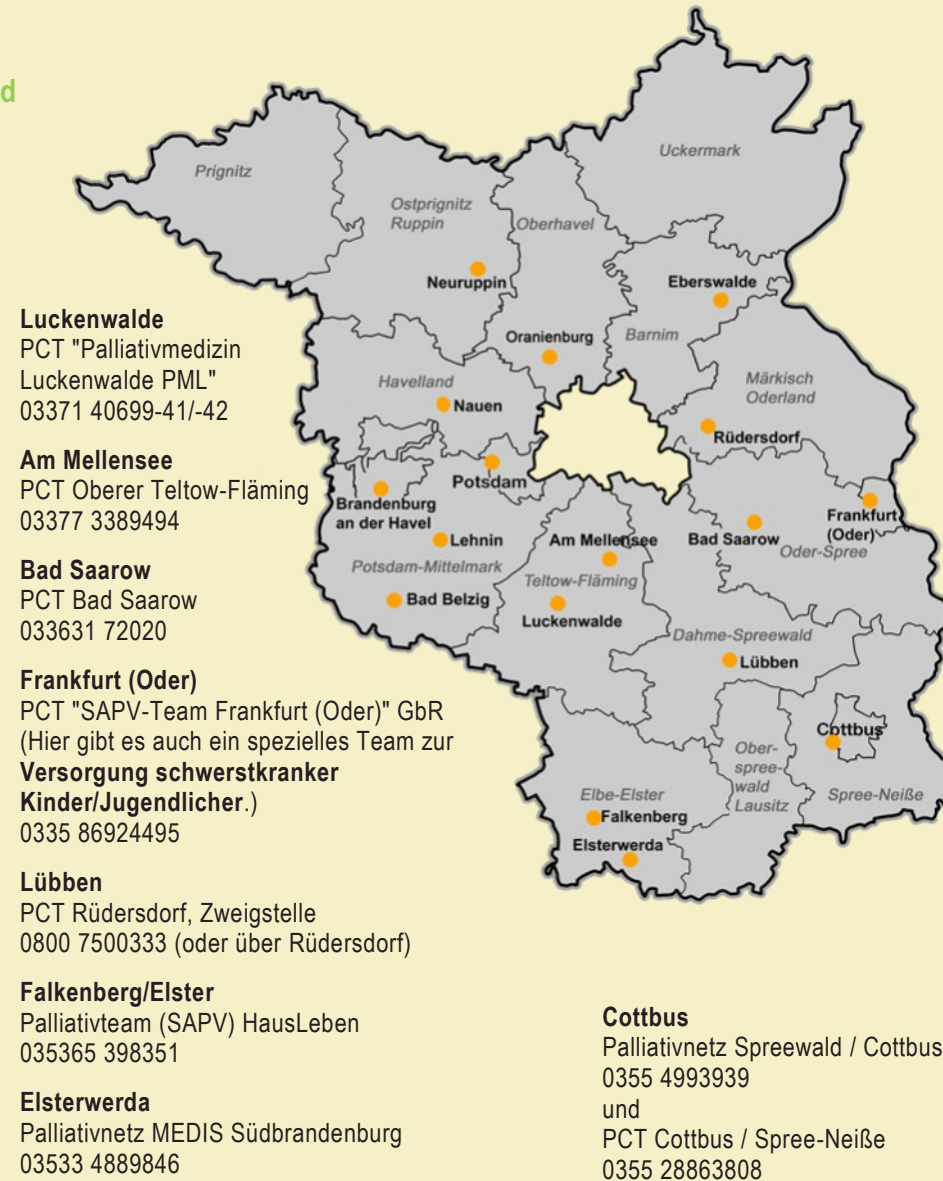 d
Luckenwalde
PCT "Palliativmedizin
Luckenwalde PML"
03371 40699-41/-42
Am Mellensee
PCT Oberer Teltow-Fläming
03377 3389494
Bad Saarow
PCT Bad Saarow
033631 72020
Frankfurt (Oder)
PCT "SAPV-Team Frankfurt (Oder)" GbR
(Hier gibt es auch ein spezielles Team zur
Versorgung schwerstkranker
Kinder/Jugendlicher.)
0335 86924495
Lübben
PCT Rüdersdorf, Zweigstelle
0800 7500333 (oder über Rüdersdorf)
Falkenberg/Elster
Palliativteam (SAPV) HausLeben
035365 398351
Elsterwerda
Palliativnetz MEDIS Südbrandenburg
03533 4889846
Cottbus
Palliativnetz Spreewald / Cottbus
0355 4993939
und
PCT Cottbus / Spree-Neiße
0355 28863808
Prignitz
Ostprignitz
Ruppin
Oberhavel
Uckermark
Neuruppin
Eberswalde
Oranienburg
Barnim
Havelland
Märkisch
Oderland
Nauen
Rüdersdorf
Potsdam
Brandenburg
an der Havel
Lehnin
Am Mellensee
Bad Saarow
Frankfurt
(Oder)
Oder-Spree
Potsdam-Mittelmark
Teltow-Fläming
Bad Belzig
Luckenwalde
Dahme-Spreewald
Lübben
Cottbus
Ober-
spree-
wald
Lausitz
Spree-Neiße
Elbe-Elster
Falkenberg
Elsterwerda